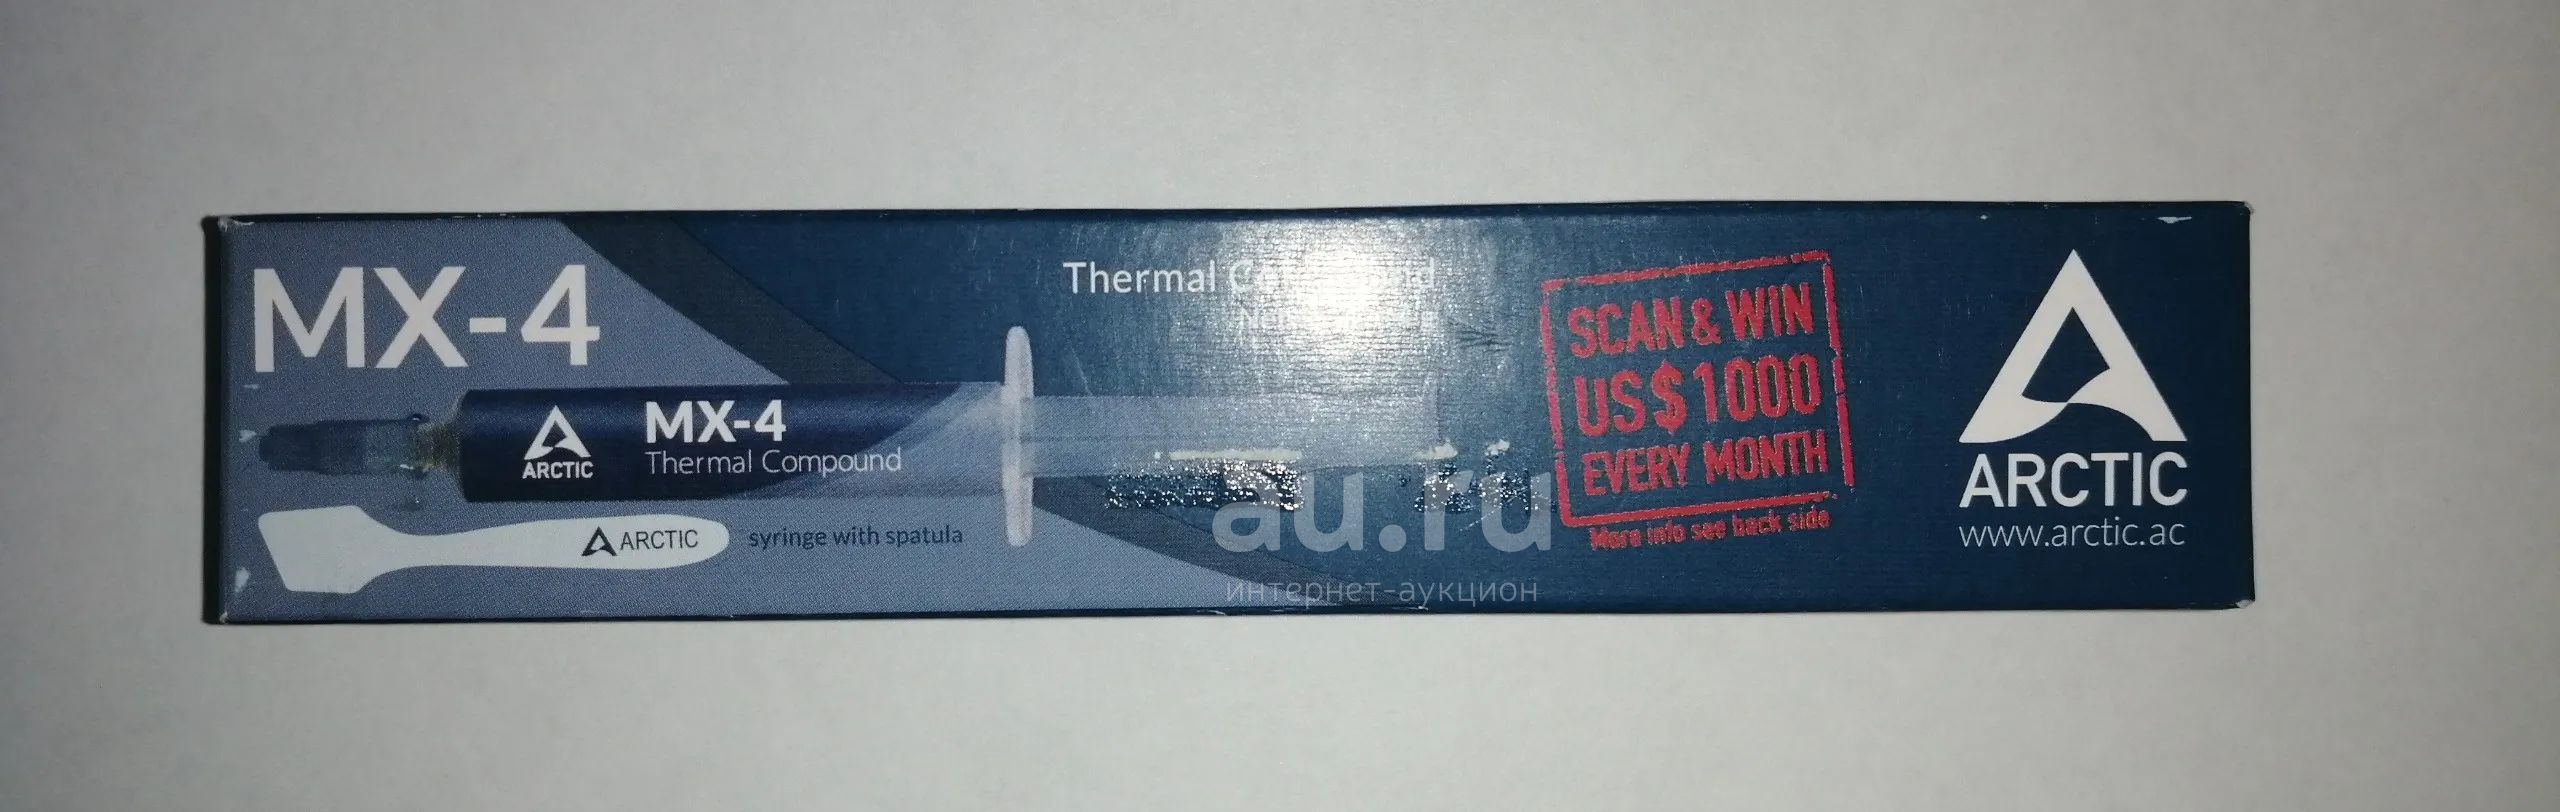 MX-4
Thermal Compound
ARCTIC
MX-4
Thermal Compound
ARCTIC
syringe with spatula
SCAN & WIN
US$1000
EVERY MONTH
More info see back side
ARCTIC
www.arctic.ac
au.ru
интернет-аукцион